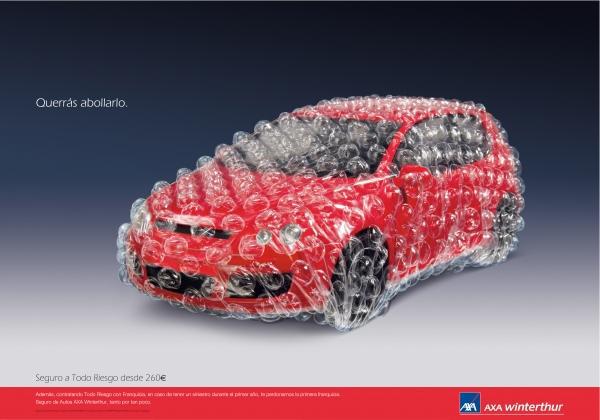 Querrás abollarlo.
Seguro a Todo Riesgo desde 260€
Además, contratando Todo Riesgo con Franquicia, en caso de tener un siniestro durante el primer año, te perdonamos la primera franquicia.
Seguro de Autos AXA Winterthur, tanto por tan poco.
AXA AXA winterthur